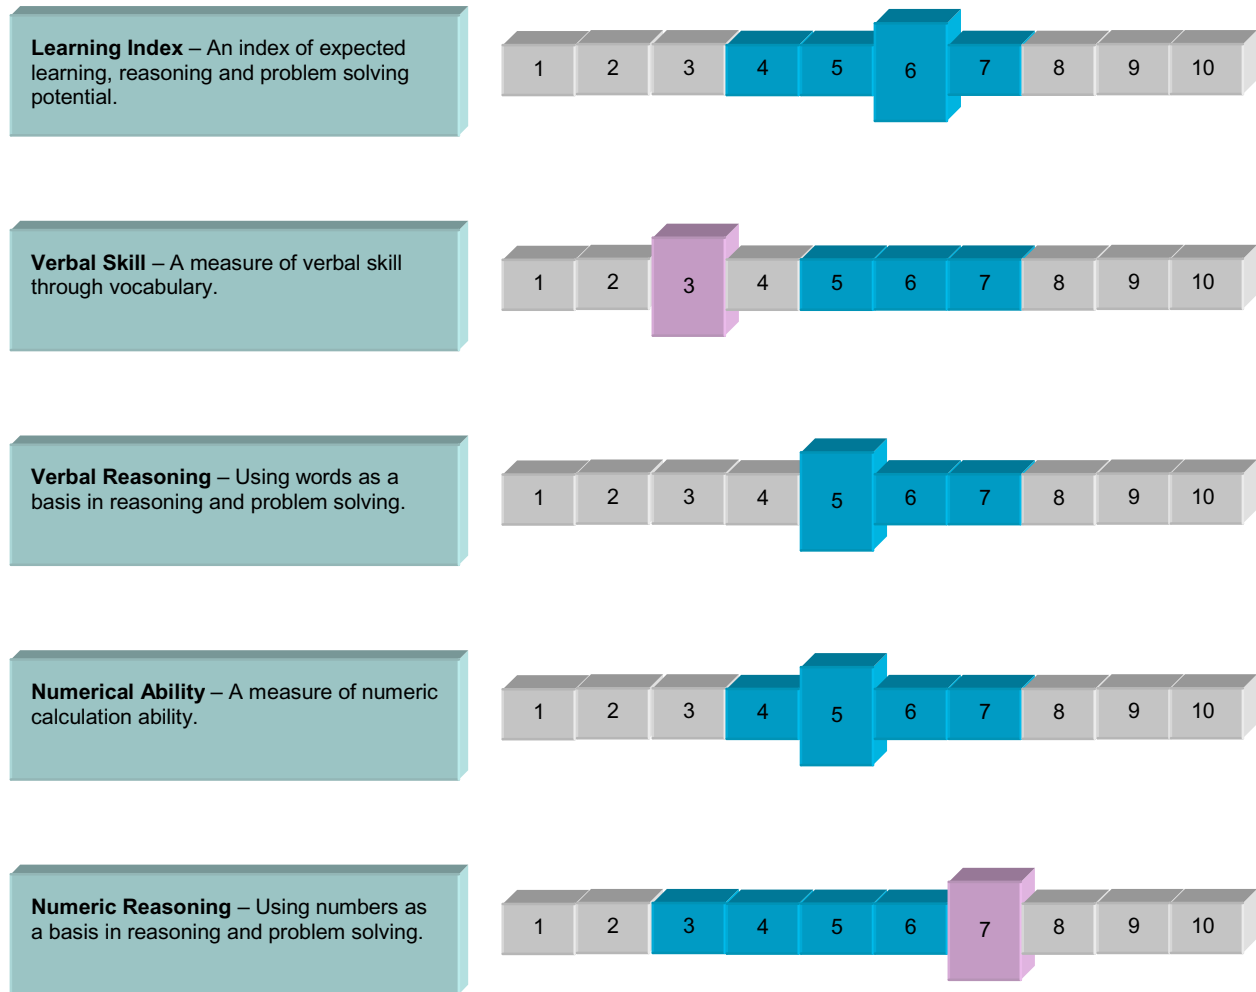 Learning Index – An index of expected
learning, reasoning and problem solving
potential.
1 2 3 4 5 6 7 8 9 10
Verbal Skill – A measure of verbal skill
through vocabulary.
1 2 3 4 5 6 7 8 9 10
Verbal Reasoning – Using words as a
basis in reasoning and problem solving.
1 2 3 4 5 6 7 8 9 10
Numerical Ability – A measure of numeric
calculation ability.
1 2 3 4 5 6 7 8 9 10
Numeric Reasoning – Using numbers as
a basis in reasoning and problem solving.
1 2 3 4 5 6 7 8 9 10